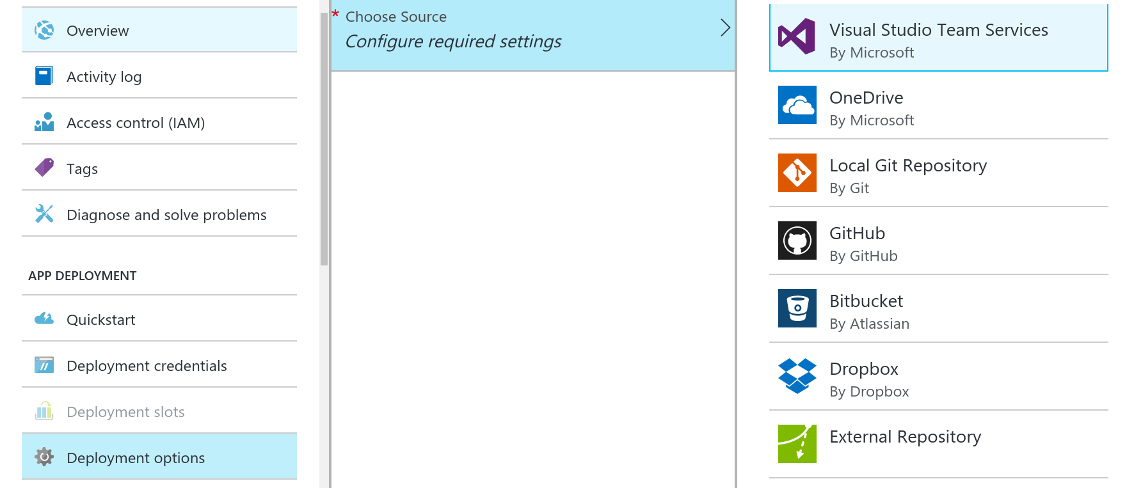 Overview
Activity log
Access control (IAM)
Tags
Diagnose and solve problems
APP DEPLOYMENT
Quickstart
Deployment credentials
Deployment slots
Deployment options
* Choose Source
Configure required settings
Visual Studio Team Services
By Microsoft
OneDrive
By Microsoft
Local Git Repository
By Git
GitHub
By GitHub
Bitbucket
By Atlassian
Dropbox
By Dropbox
External Repository